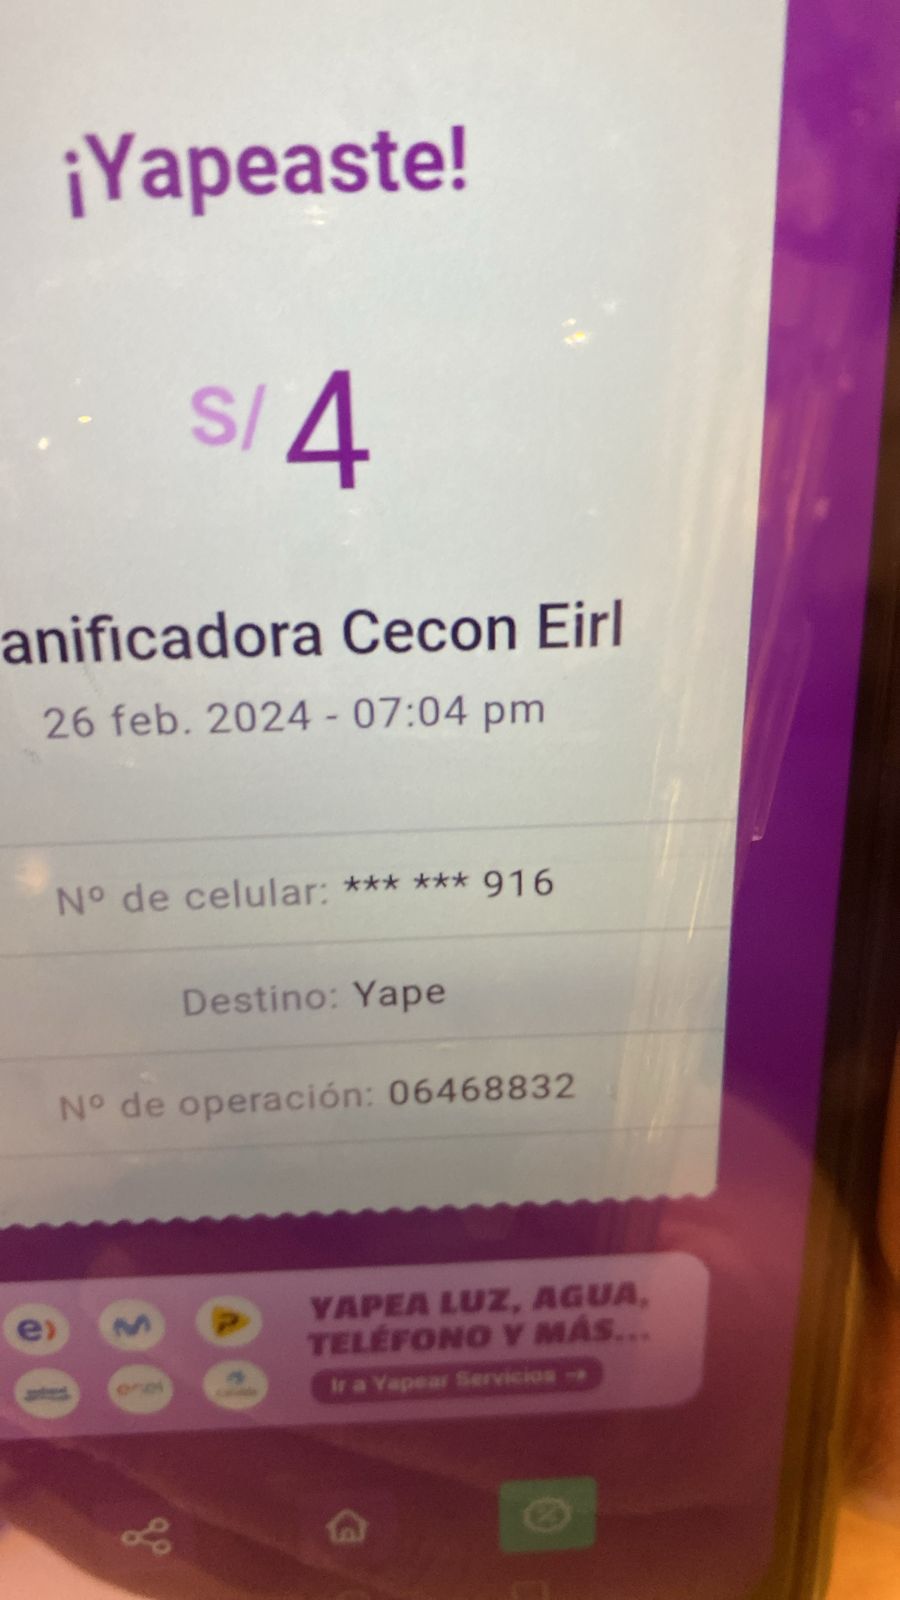 ¡Yapeaste!
S/ 4
anificadora Cecon Eirl
26 feb. 2024 - 07:04 pm
Nº de celular: *** *** 916
Destino: Yape
Nº de operación: 06468832
YAPEA LUZ, AGUA,
TELÉFONO Y MÁS...
Ir a Yapear Servicios →
e)
enel